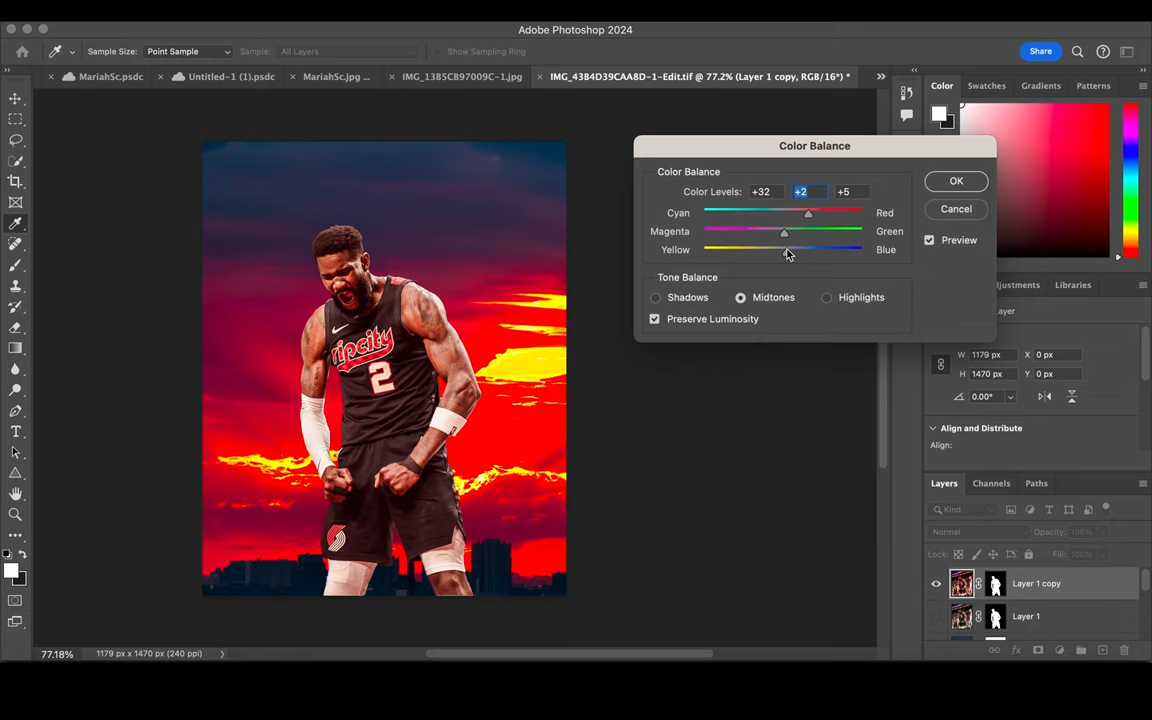 Adobe Photoshop 2024
Sample Size: Point Sample Sample: All Layers Show Sampling Ring Share
MariahSc.psdc Untitled-1 (1).psdc MariahSc.jpg ... IMG_13B5CB97009C-1.jpg IMG_43B4D39CAA8D-1-Edit.tif @ 77.2% (Layer 1 copy, RGB/16*) *
Color Swatches Gradients Patterns
Color Balance
Color Balance
Color Levels: +32 +2 +5
Cyan Red
Magenta Green
Yellow Blue
OK
Cancel
Preview
Tone Balance
Shadows Midtones Highlights
Preserve Luminosity
djustments Libraries
Layer
W 1179 px X 0 px
H 1470 px Y 0 px
0.00°
Align and Distribute
Align:
Layers Channels Paths
Kind
Normal Opacity: 100%
Lock: Fill: 100%
Layer 1 copy
Layer 1
ripcity
2
77.18% 1179 px x 1470 px (240 ppi)